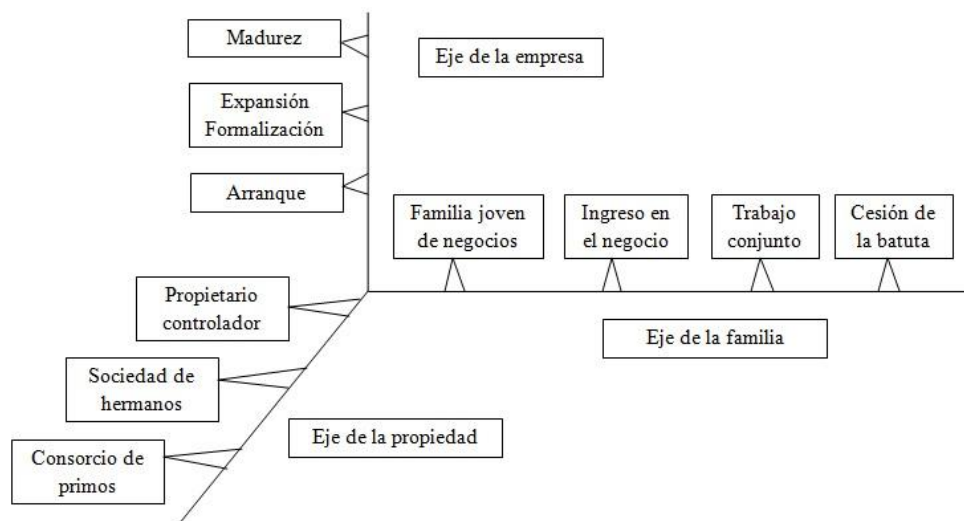 Madurez
Eje de la empresa
Expansión
Formalización
Arranque
Familia joven
de negocios
Ingreso en
el negocio
Trabajo
conjunto
Cesión de
la batuta
Propietario
controlador
Eje de la familia
Sociedad de
hermanos
Eje de la propiedad
Consorcio de
primos